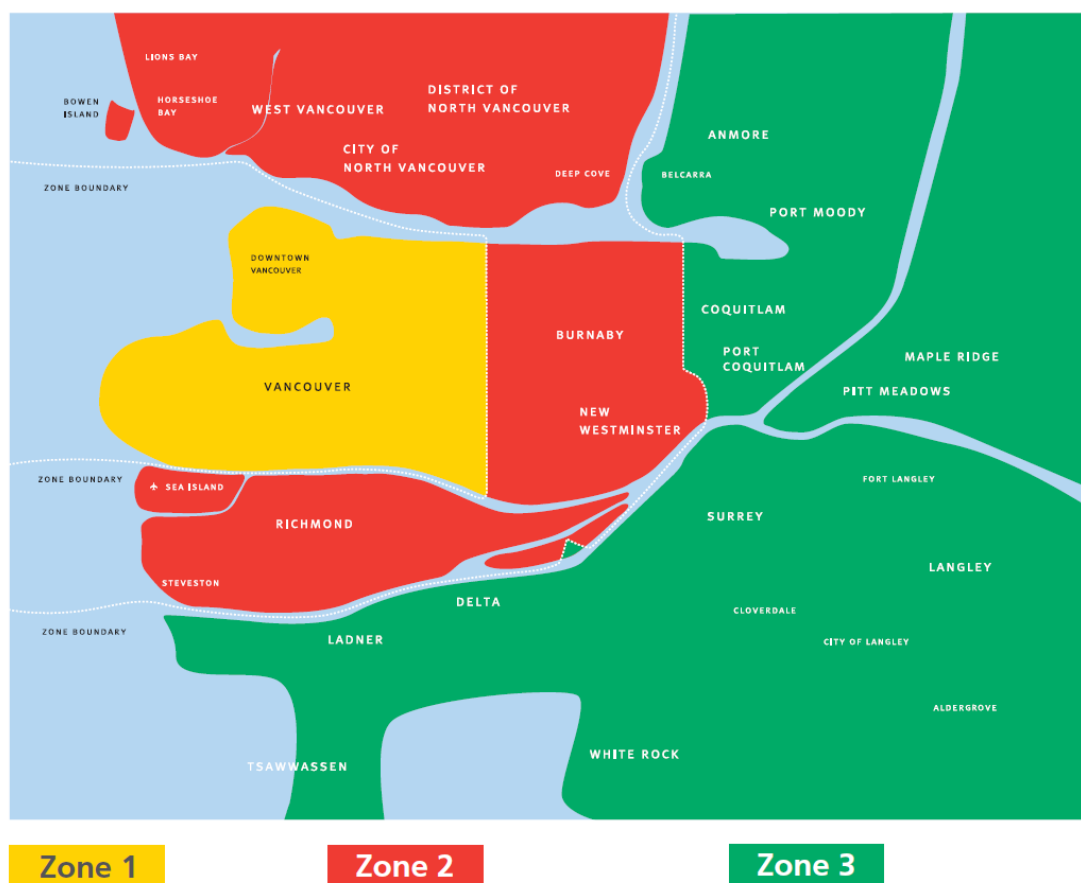 LIONS BAY
BOWEN
ISLAND
HORSESHOE
BAY
WEST VANCOUVER
DISTRICT OF
NORTH VANCOUVER
CITY OF
NORTH VANCOUVER
DEEP COVE
ANMORE
BELCARRA
PORT MOODY
ZONE BOUNDARY
DOWNTOWN
VANCOUVER
VANCOUVER
BURNABY
NEW
WESTMINSTER
COQUITLAM
PORT
COQUITLAM
MAPLE RIDGE
PITT MEADOWS
ZONE BOUNDARY
SEA ISLAND
RICHMOND
STEVESTON
FORT LANGLEY
SURREY
LANGLEY
ZONE BOUNDARY
DELTA
LADNER
CLOVERDALE
CITY OF LANGLEY
ALDERGROVE
TSAWWASSEN
WHITE ROCK
Zone 1
Zone 2
Zone 3